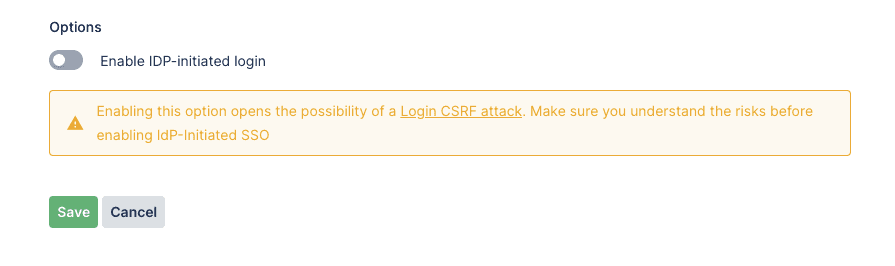 Options
Enable IDP-initiated login
Enabling this option opens the possibility of a Login CSRF attack. Make sure you understand the risks before
enabling IdP-Initiated SSO
Save Cancel